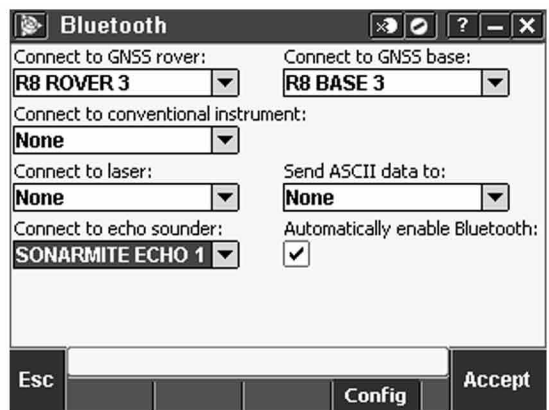 Bluetooth ? – X
Connect to GNSS rover: Connect to GNSS base:
R8 ROVER 3 R8 BASE 3
Connect to conventional instrument:
None
Connect to laser: Send ASCII data to:
None None
Connect to echo sounder: Automatically enable Bluetooth:
SONARMITE ECHO 1
Esc Config Accept